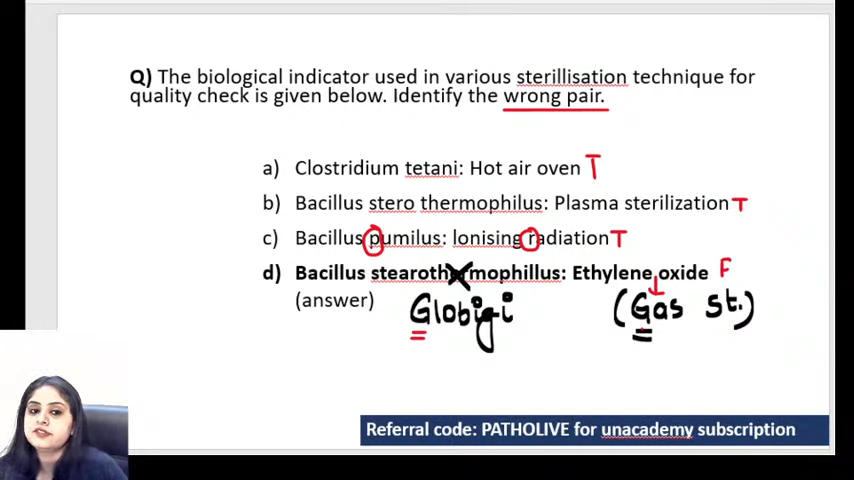 Q) The biological indicator used in various sterillisation technique for
quality check is given below. Identify the wrong pair.
a) Clostridium tetani: Hot air oven T
b) Bacillus stero thermophilus: Plasma sterilization T
c) Bacillus pumilus: Ionising radiation T
d) Bacillus stearothermophillus: Ethylene oxide F
(answer) Globigi (Gas St.)
Referral code: PATHOLIVE for unacademy subscription